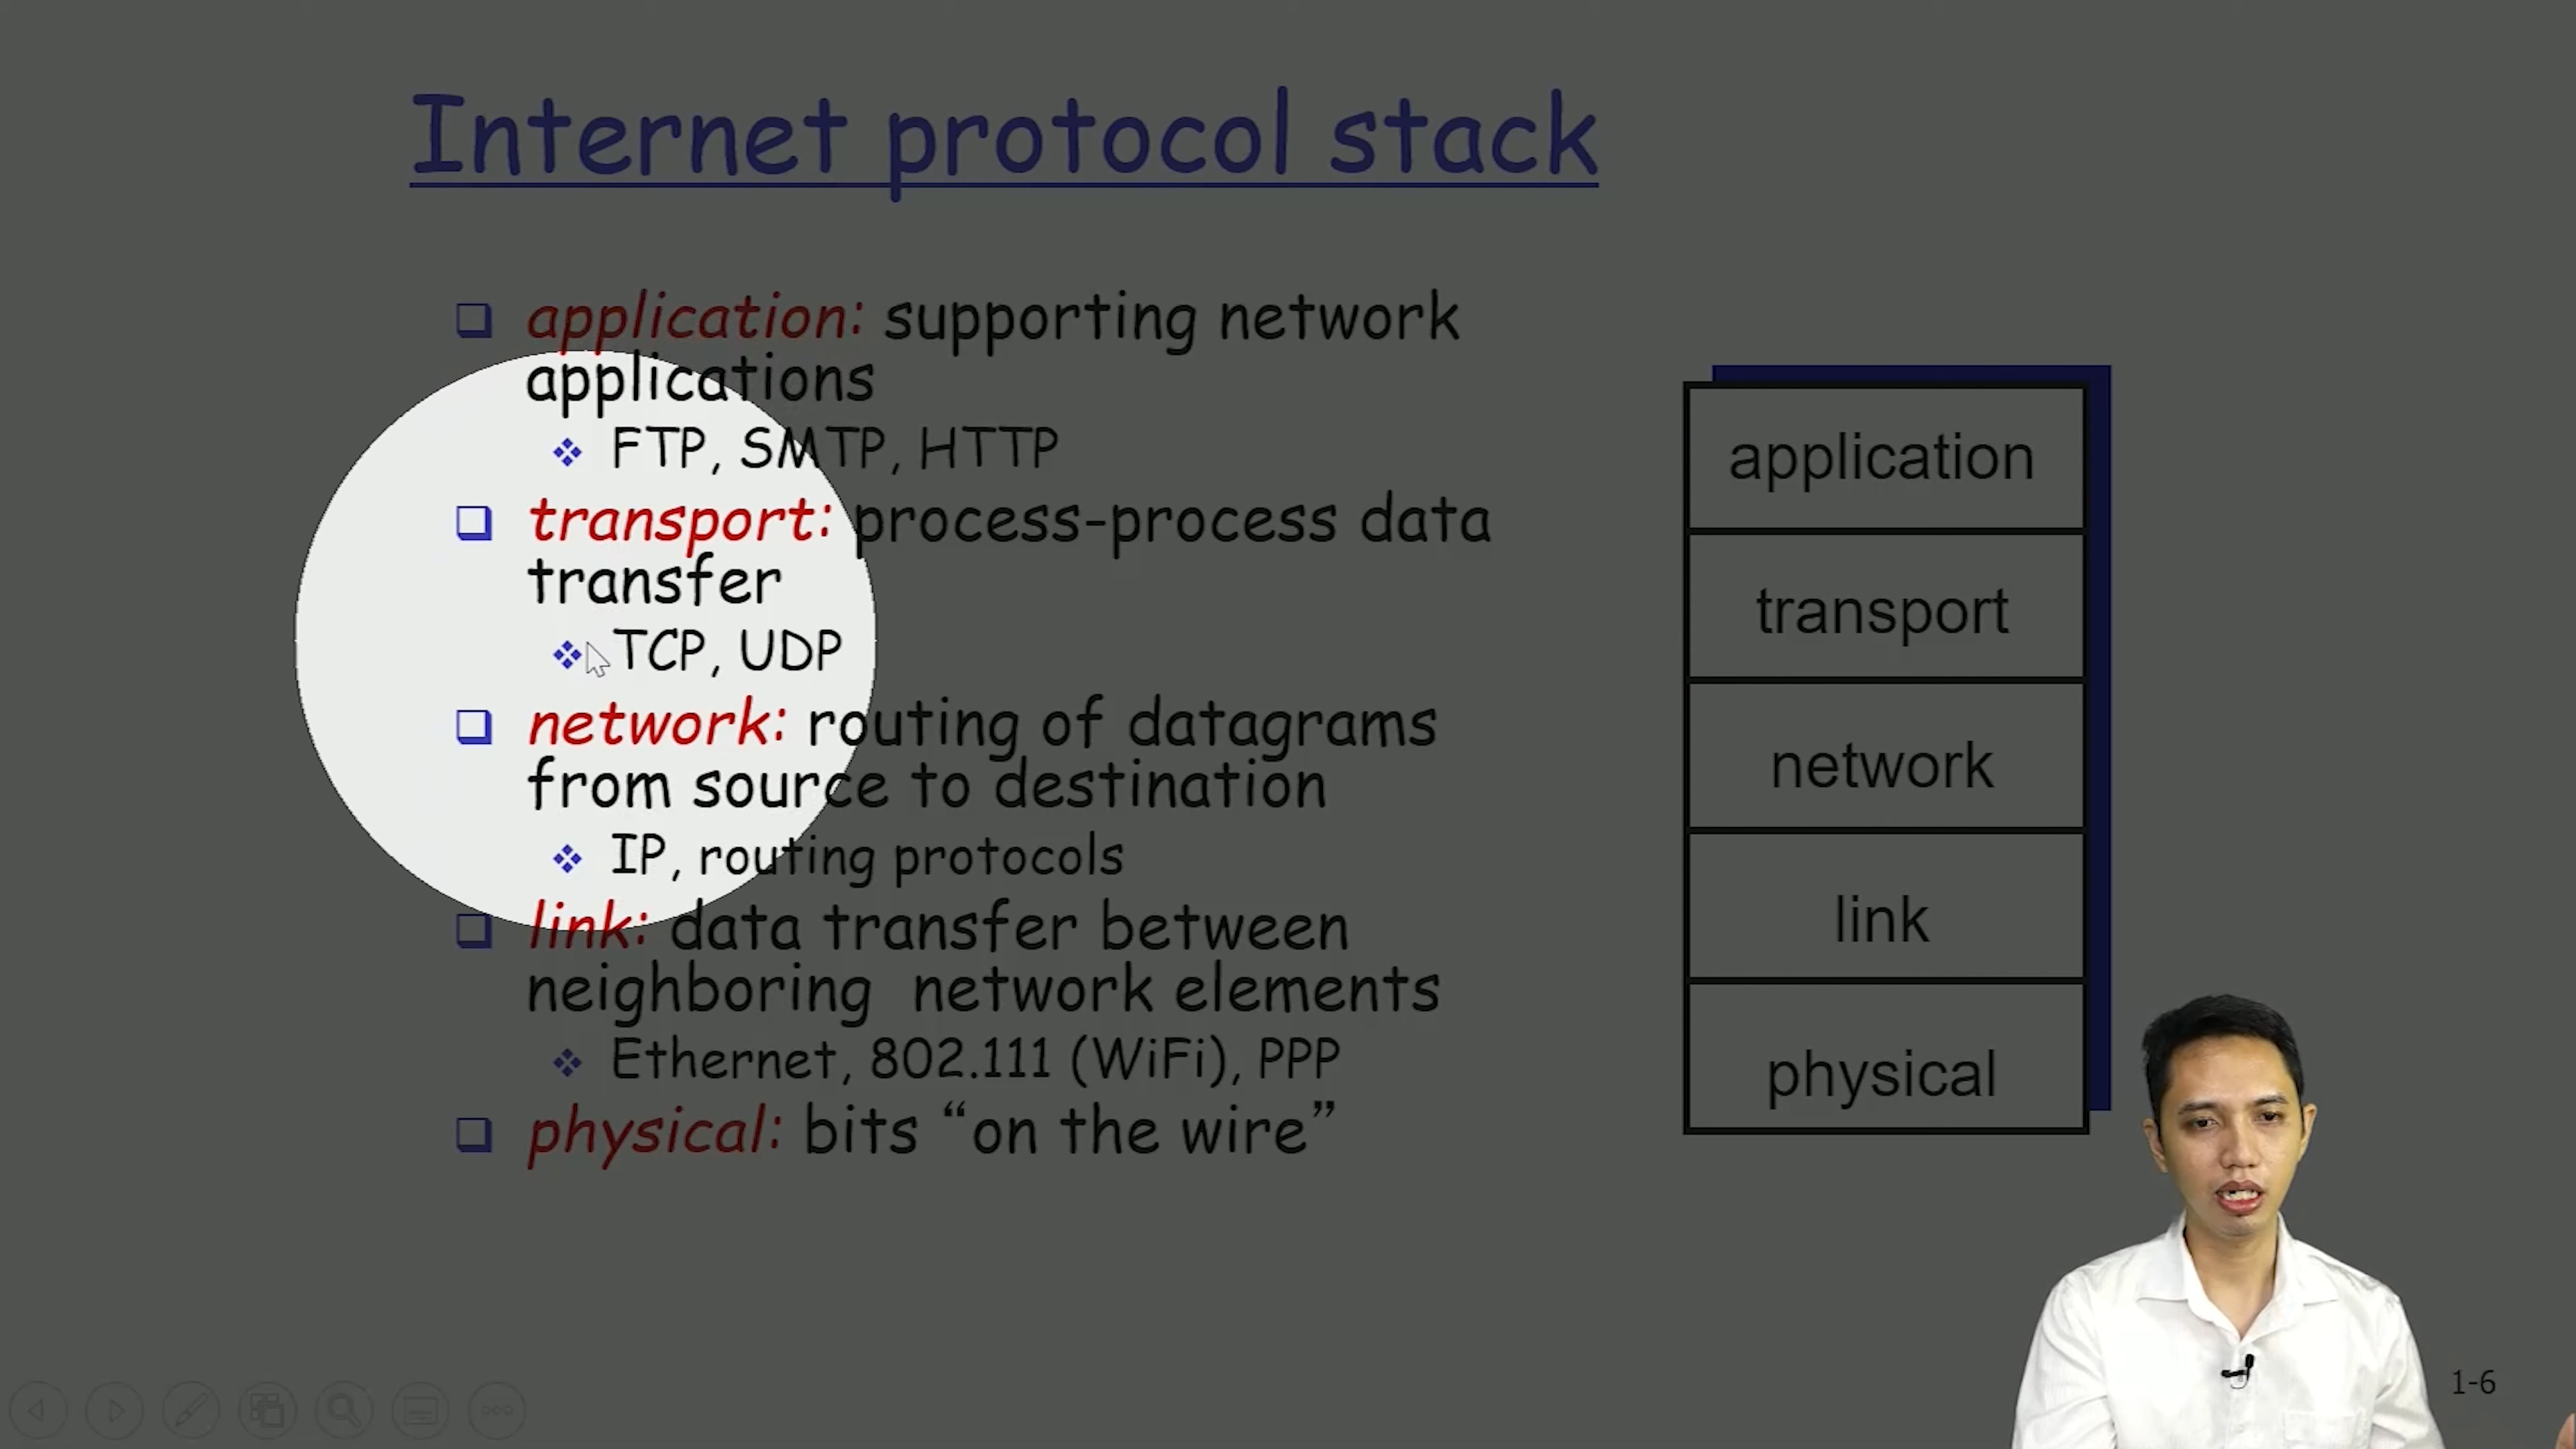 Internet protocol stack
application: supporting network
applications
FTP, SMTP, HTTP
transport: process-process data
transfer
TCP, UDP
network: routing of datagrams
from source to destination
IP, routing protocols
link: data transfer between
neighboring network elements
Ethernet, 802.111 (WiFi), PPP
physical: bits “on the wire”
application
transport
network
link
physical
1-6